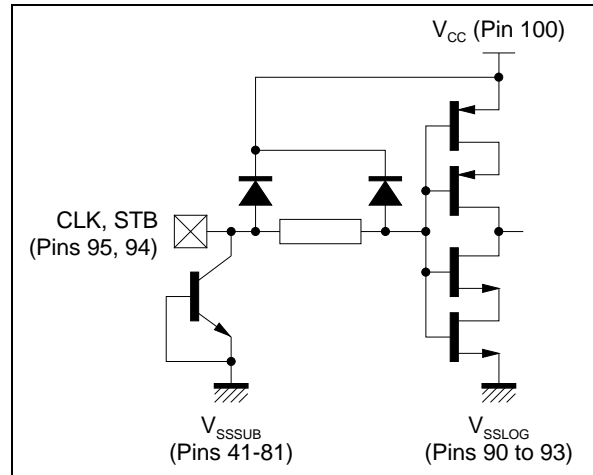 V_CC (Pin 100)
CLK, STB
(Pins 95, 94)
V_SSSUB
(Pins 41-81)
V_SSLOG
(Pins 90 to 93)